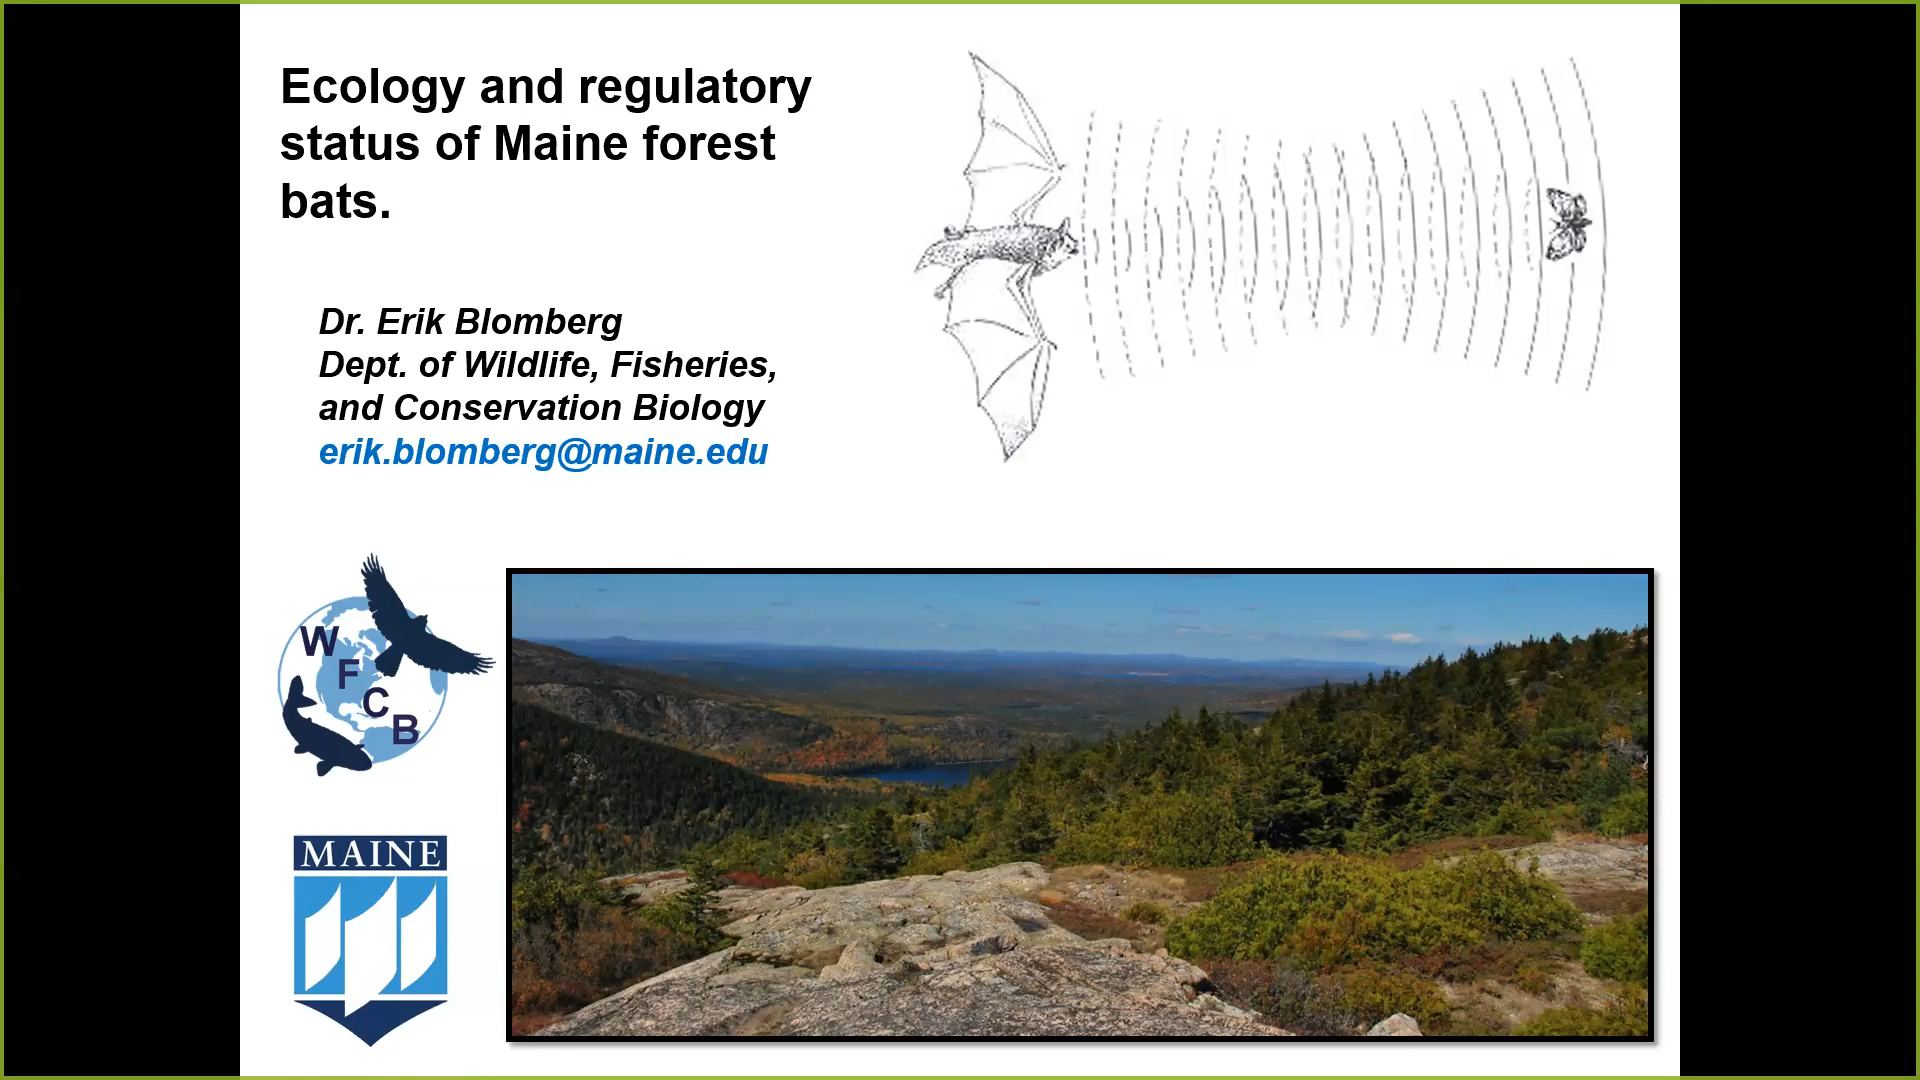 Ecology and regulatory
status of Maine forest
bats.
Dr. Erik Blomberg
Dept. of Wildlife, Fisheries,
and Conservation Biology
erik.blomberg@maine.edu
W
F
C
B
MAINE